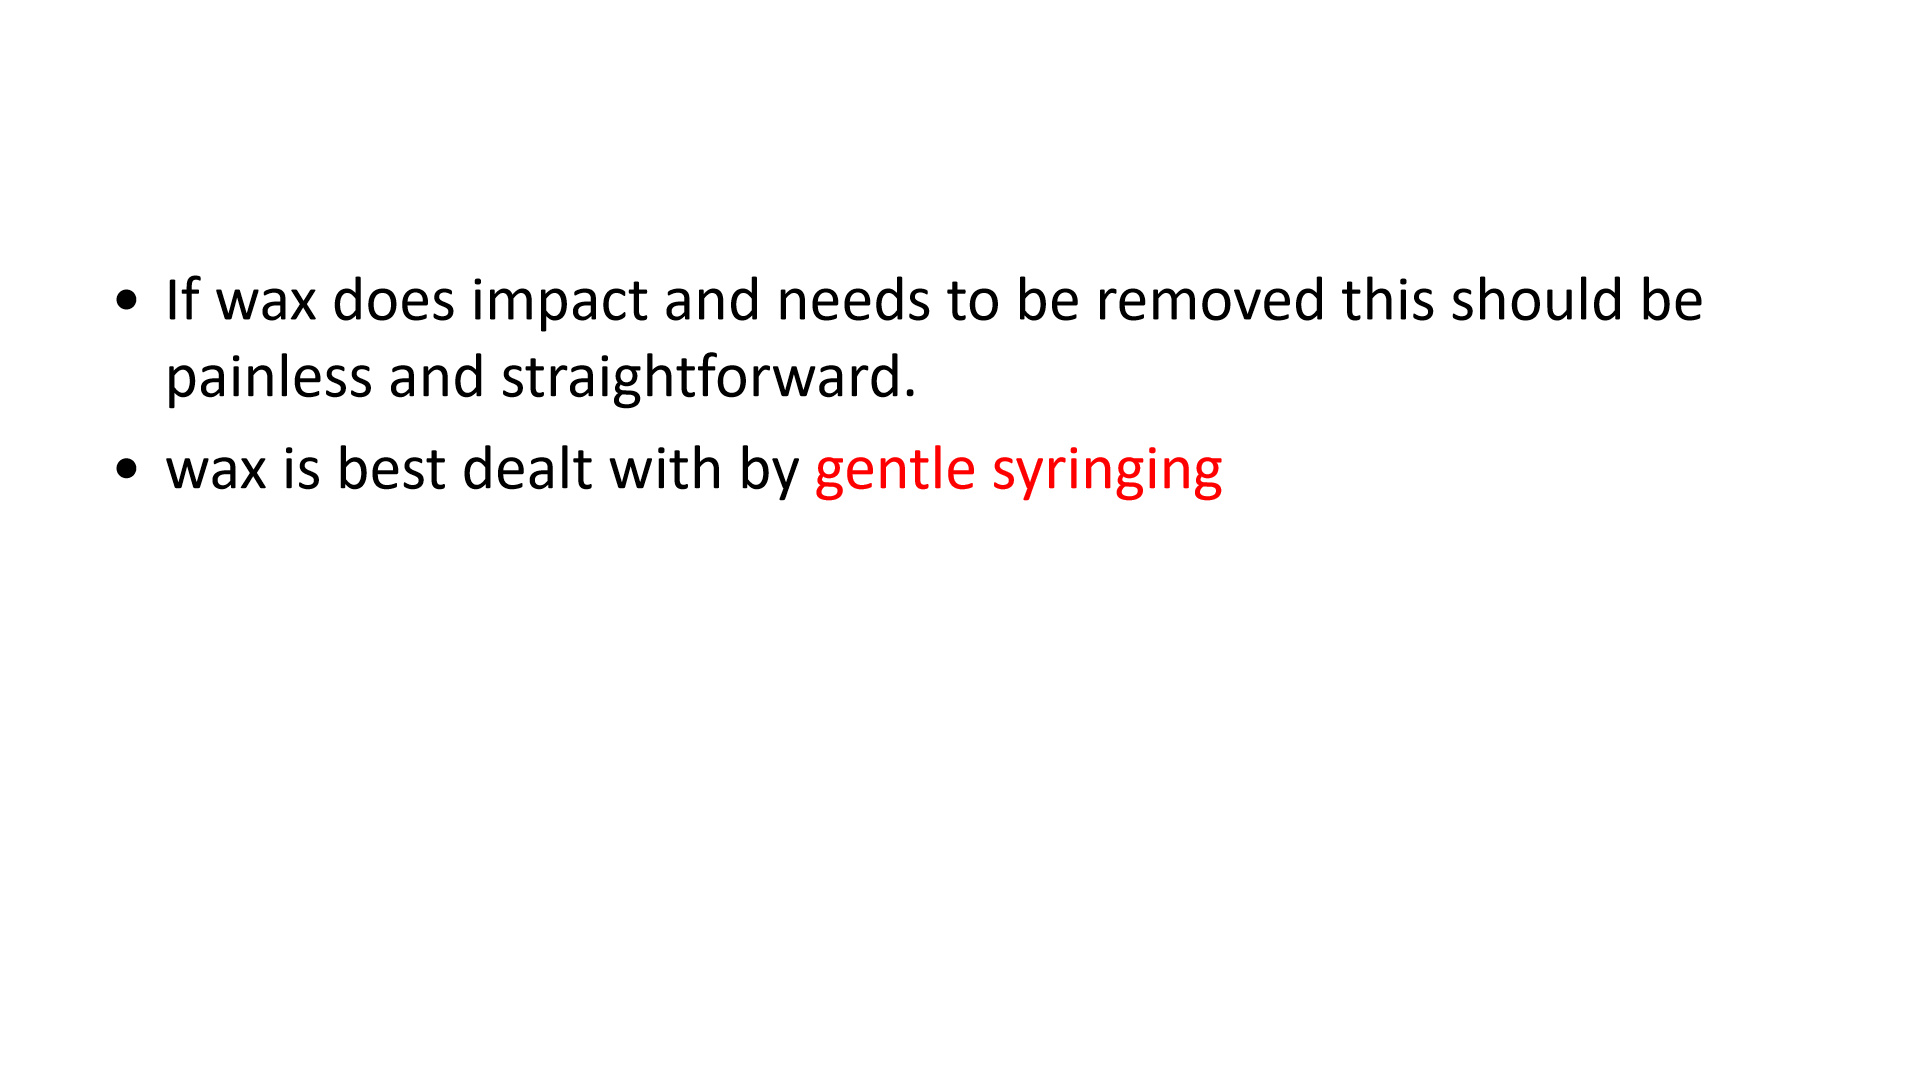 • If wax does impact and needs to be removed this should be
painless and straightforward.
• wax is best dealt with by gentle syringing